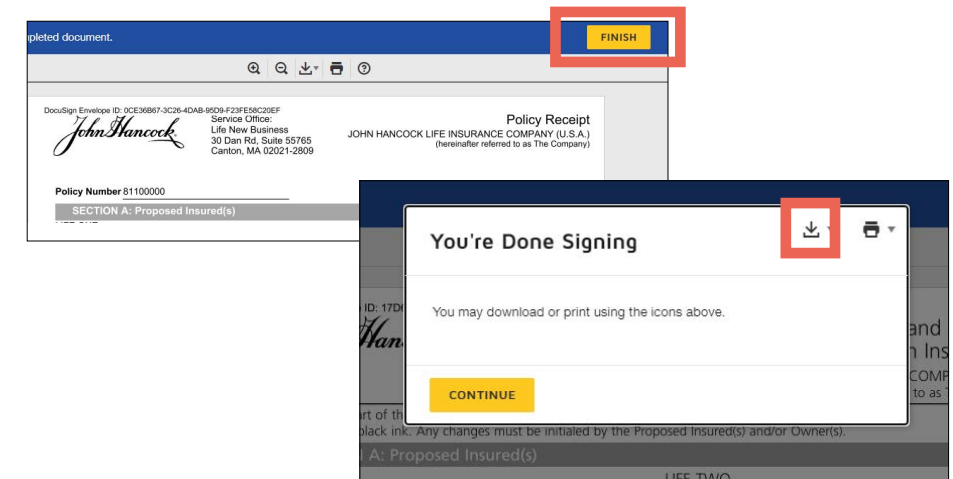 pleted document.
FINISH
DocuSign Envelope ID: 0CE36B67-3C26-4DAB-95D9-F23FE58C20EF
John Hancock
Service Office:
Life New Business
30 Dan Rd, Suite 55765
Canton, MA 02021-2809
Policy Receipt
JOHN HANCOCK LIFE INSURANCE COMPANY (U.S.A.)
(hereinafter referred to as The Company)
Policy Number 81100000
SECTION A: Proposed Insured(s)
You're Done Signing
You may download or print using the icons above.
CONTINUE
ID: 17D
Han
and
n Ins
COMP
to as
art of th
black ink. Any changes must be initialed by the Proposed Insured(s) and/or Owner(s).
A: Proposed Insured(s)
LIFE TWO